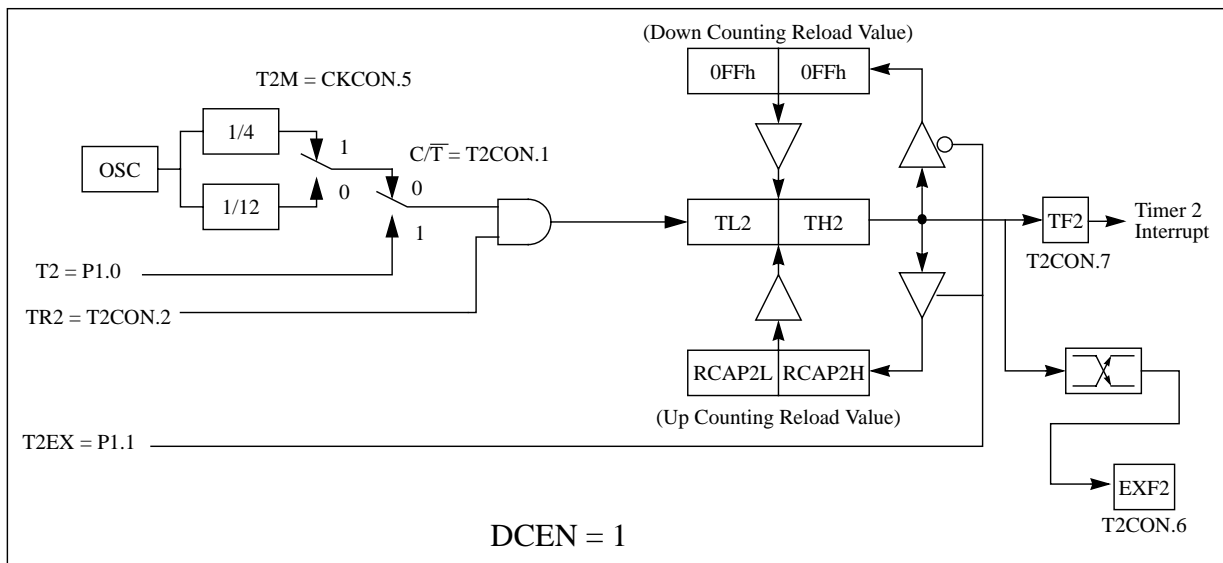 (Down Counting Reload Value)
0FFh 0FFh
T2M = CKCON.5
1/4
OSC
1
0
1/12
C/T̅ = T2CON.1
0
1
TL2 TH2
TF2
Timer 2
Interrupt
T2CON.7
T2 = P1.0
TR2 = T2CON.2
RCAP2L RCAP2H
(Up Counting Reload Value)
T2EX = P1.1
EXF2
T2CON.6
DCEN = 1